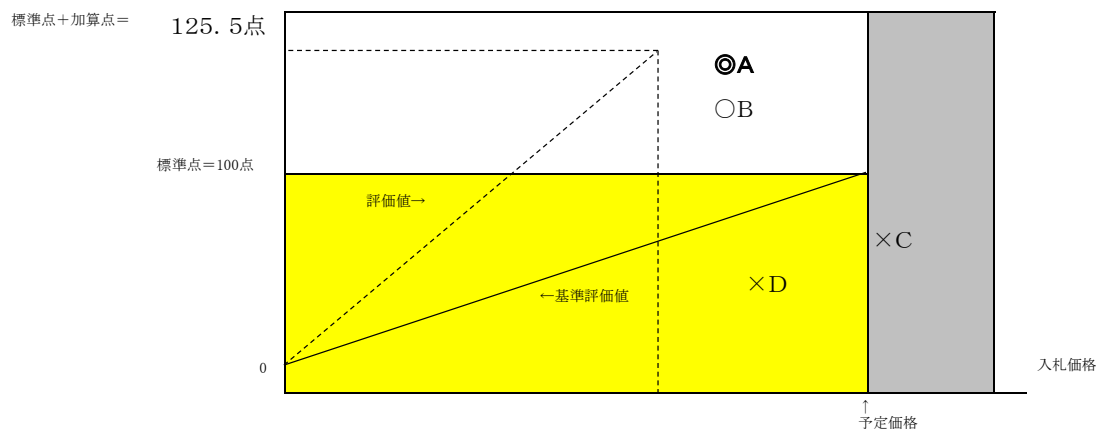 標準点＋加算点＝ 125．5点
◎A
○B
標準点＝100点
評価値→
×C
×D
←基準評価値
0
入札価格
↑
予定価格